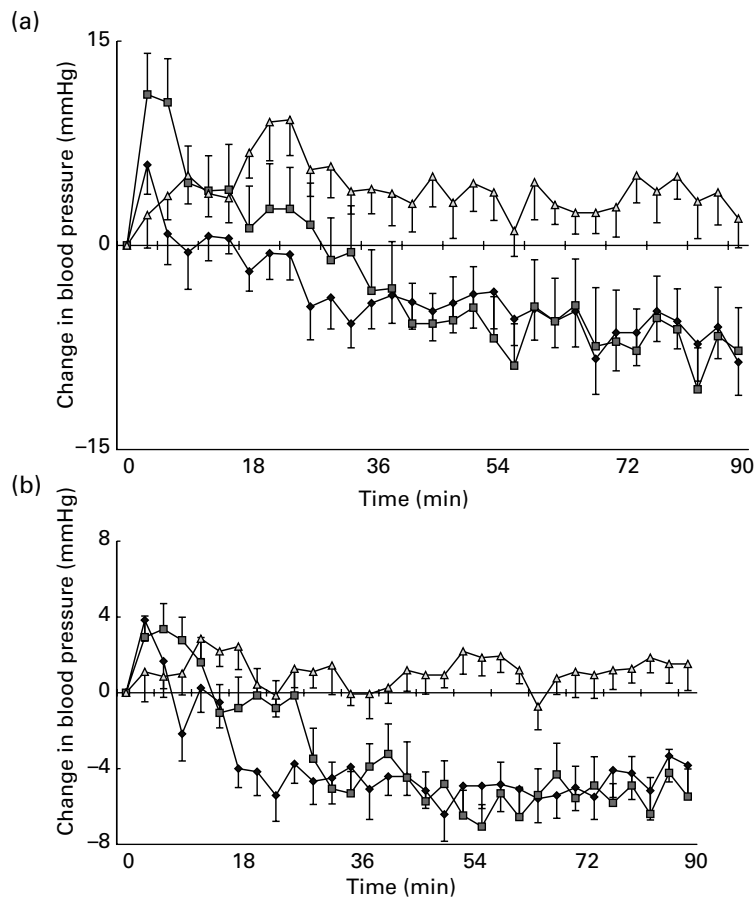 (a)
Change in blood pressure (mmHg)
15
0
−15
0 18 36 54 72 90
Time (min)
(b)
Change in blood pressure (mmHg)
8
4
0
−4
−8
0 18 36 54 72 90
Time (min)